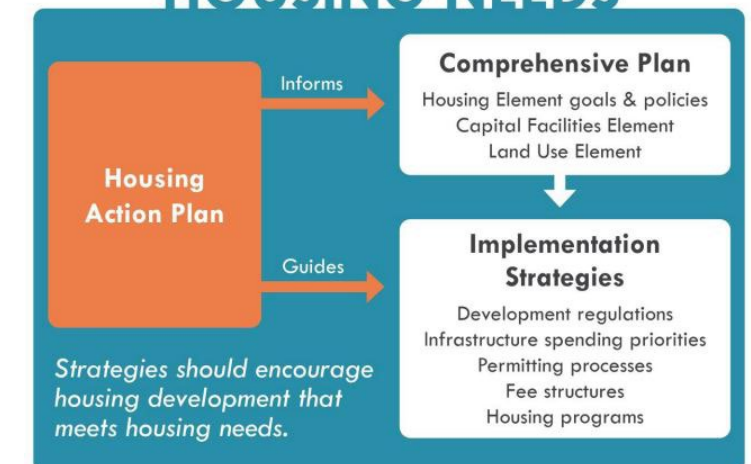 HOUSING NEEDS
Informs
Comprehensive Plan
Housing Element goals & policies
Capital Facilities Element
Land Use Element
Housing
Action Plan
Guides
Implementation
Strategies
Development regulations
Infrastructure spending priorities
Permitting processes
Fee structures
Housing programs
Strategies should encourage
housing development that
meets housing needs.